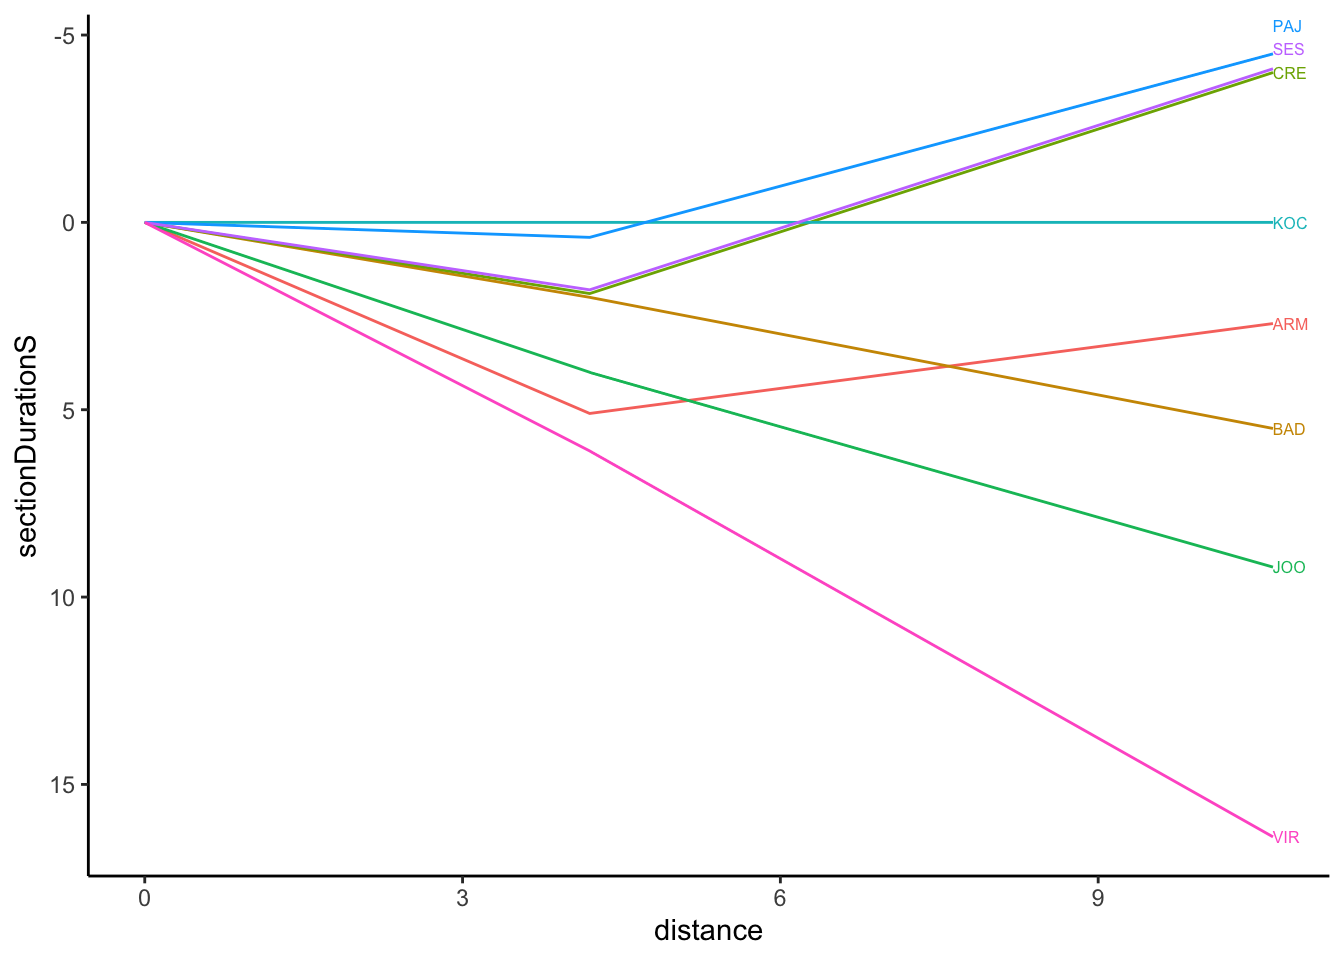 PAJ
-5
SES
CRE
0
KOC
ARM
5
BAD
JOO
10
15
VIR
0 3 6 9
distance
sectionDurationS